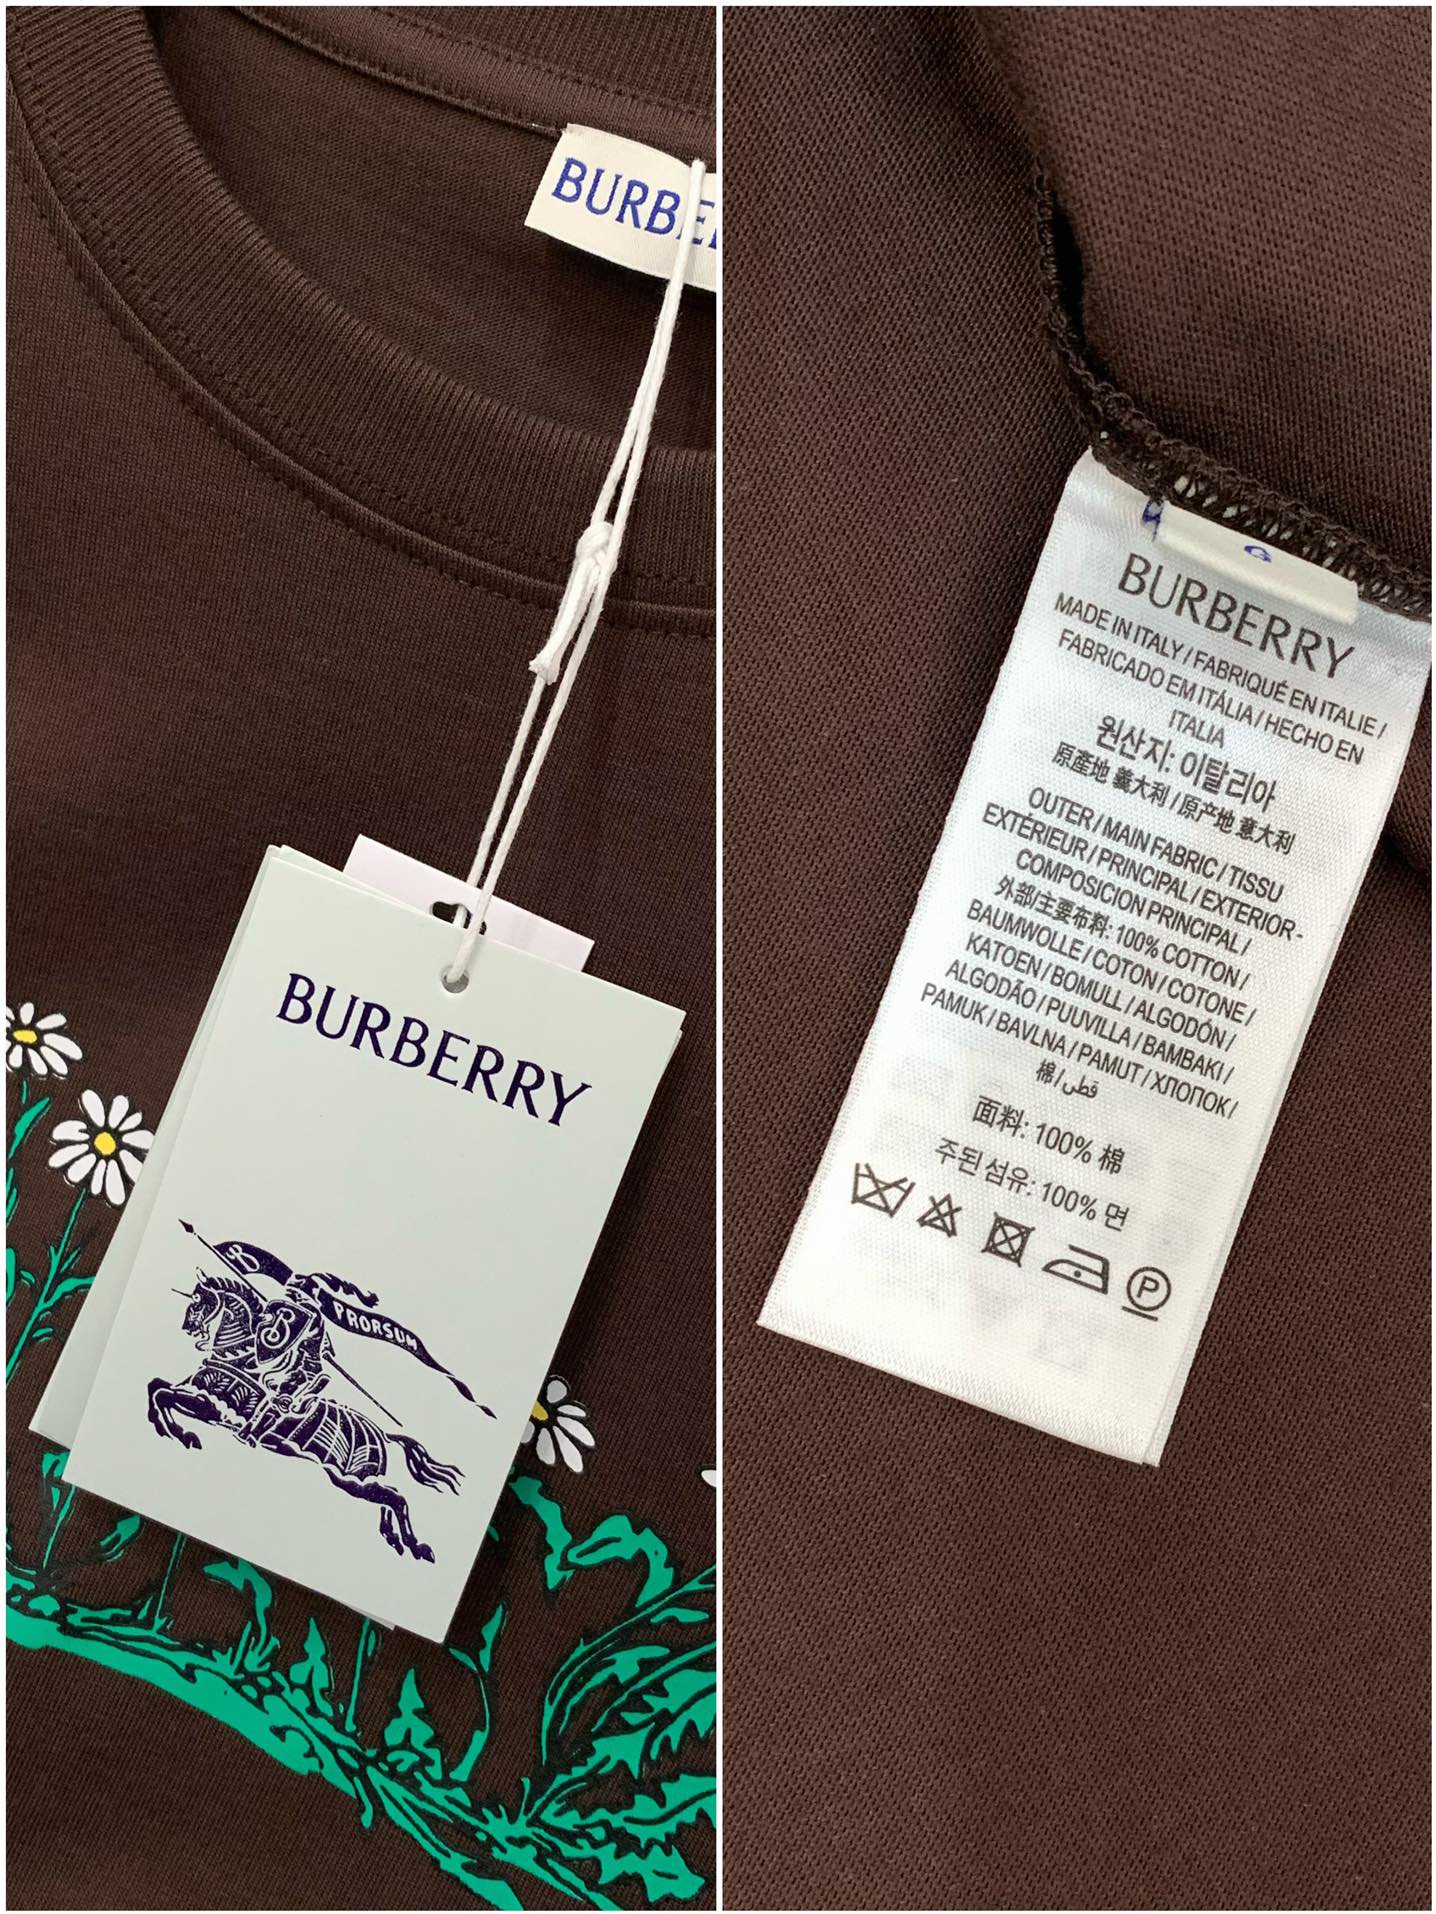 BURBE
BURBERRY
PRORSUM
B
B
G
BURBERRY
MADE IN ITALY / FABRIQUÉ EN ITALIE /
FABRICADO EM ITÁLIA / HECHO EN
ITALIA
원산지: 이탈리아
原產地 義大利 / 原产地 意大利
OUTER / MAIN FABRIC / TISSU
EXTÉRIEUR / PRINCIPAL / EXTERIOR-
COMPOSICION PRINCIPAL /
外部/主要布料: 100% COTTON /
BAUMWOLLE / COTON / COTONE /
KATOEN / BOMULL / ALGODÓN /
ALGODÃO / PUUVILLA / BAMBAKI /
PAMUK / BAVLNA / PAMUT / ХЛОПОК /
棉 / قطن
面料: 100% 棉
주된 섬유: 100% 면
P